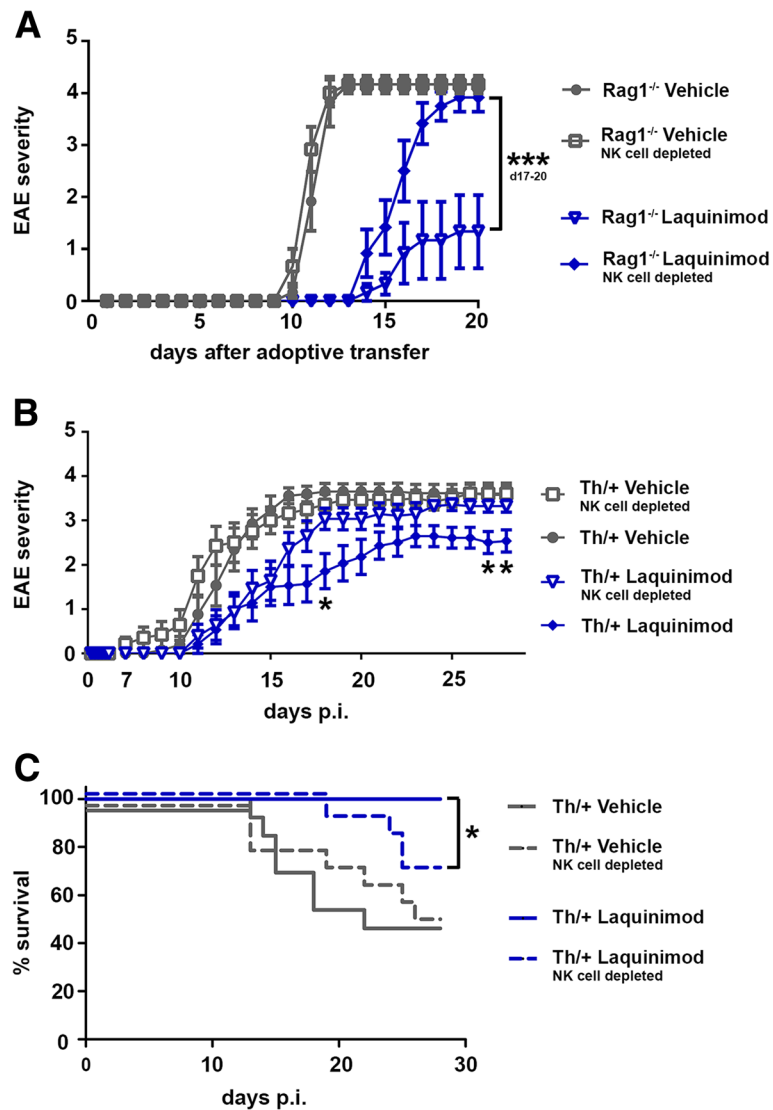 A
EAE severity
5
4
3
2
1
0
0 5 10 15 20
days after adoptive transfer
***
d17-20
Rag1-/- Vehicle
Rag1-/- Vehicle
NK cell depleted
Rag1-/- Laquinimod
Rag1-/- Laquinimod
NK cell depleted
B
EAE severity
5
4
3
2
1
0
0 7 10 15 20 25
days p.i.
*
**
Th/+ Vehicle
NK cell depleted
Th/+ Vehicle
Th/+ Laquinimod
NK cell depleted
Th/+ Laquinimod
C
% survival
100
80
60
40
20
0
0 10 20 30
days p.i.
*
Th/+ Vehicle
Th/+ Vehicle
NK cell depleted
Th/+ Laquinimod
Th/+ Laquinimod
NK cell depleted